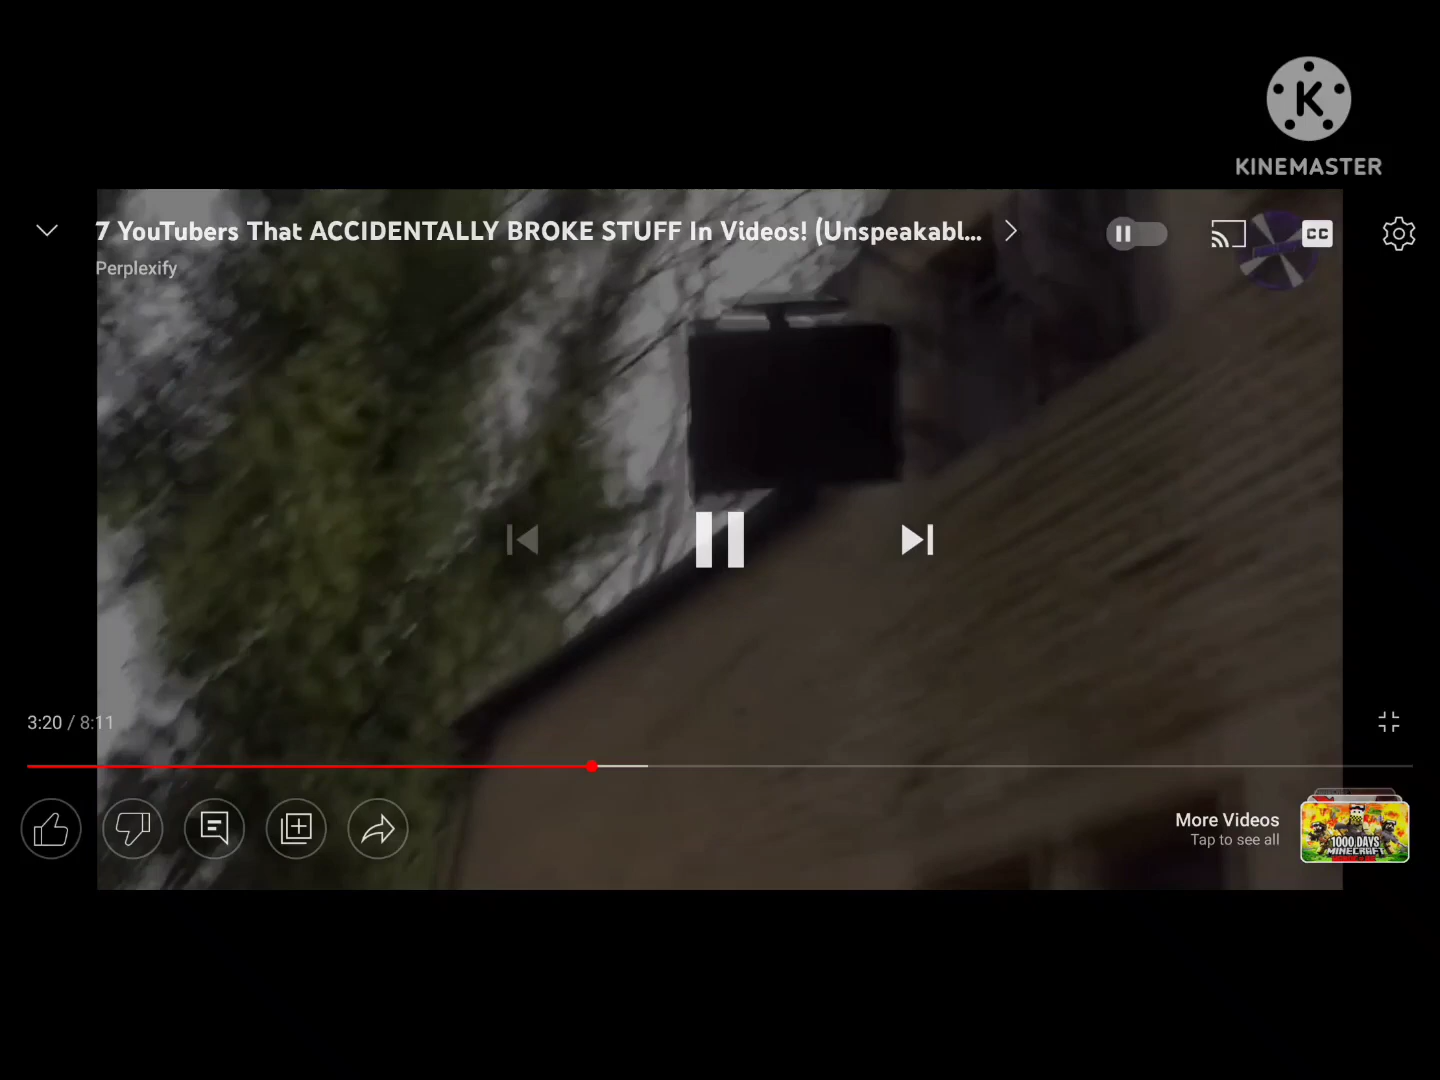 K
KINEMASTER
7 YouTubers That ACCIDENTALLY BROKE STUFF In Videos! (Unspeakabl...
Perplexify
CC
3:20 / 8:11
More Videos
Tap to see all
1000 DAYS
MINECRAFT